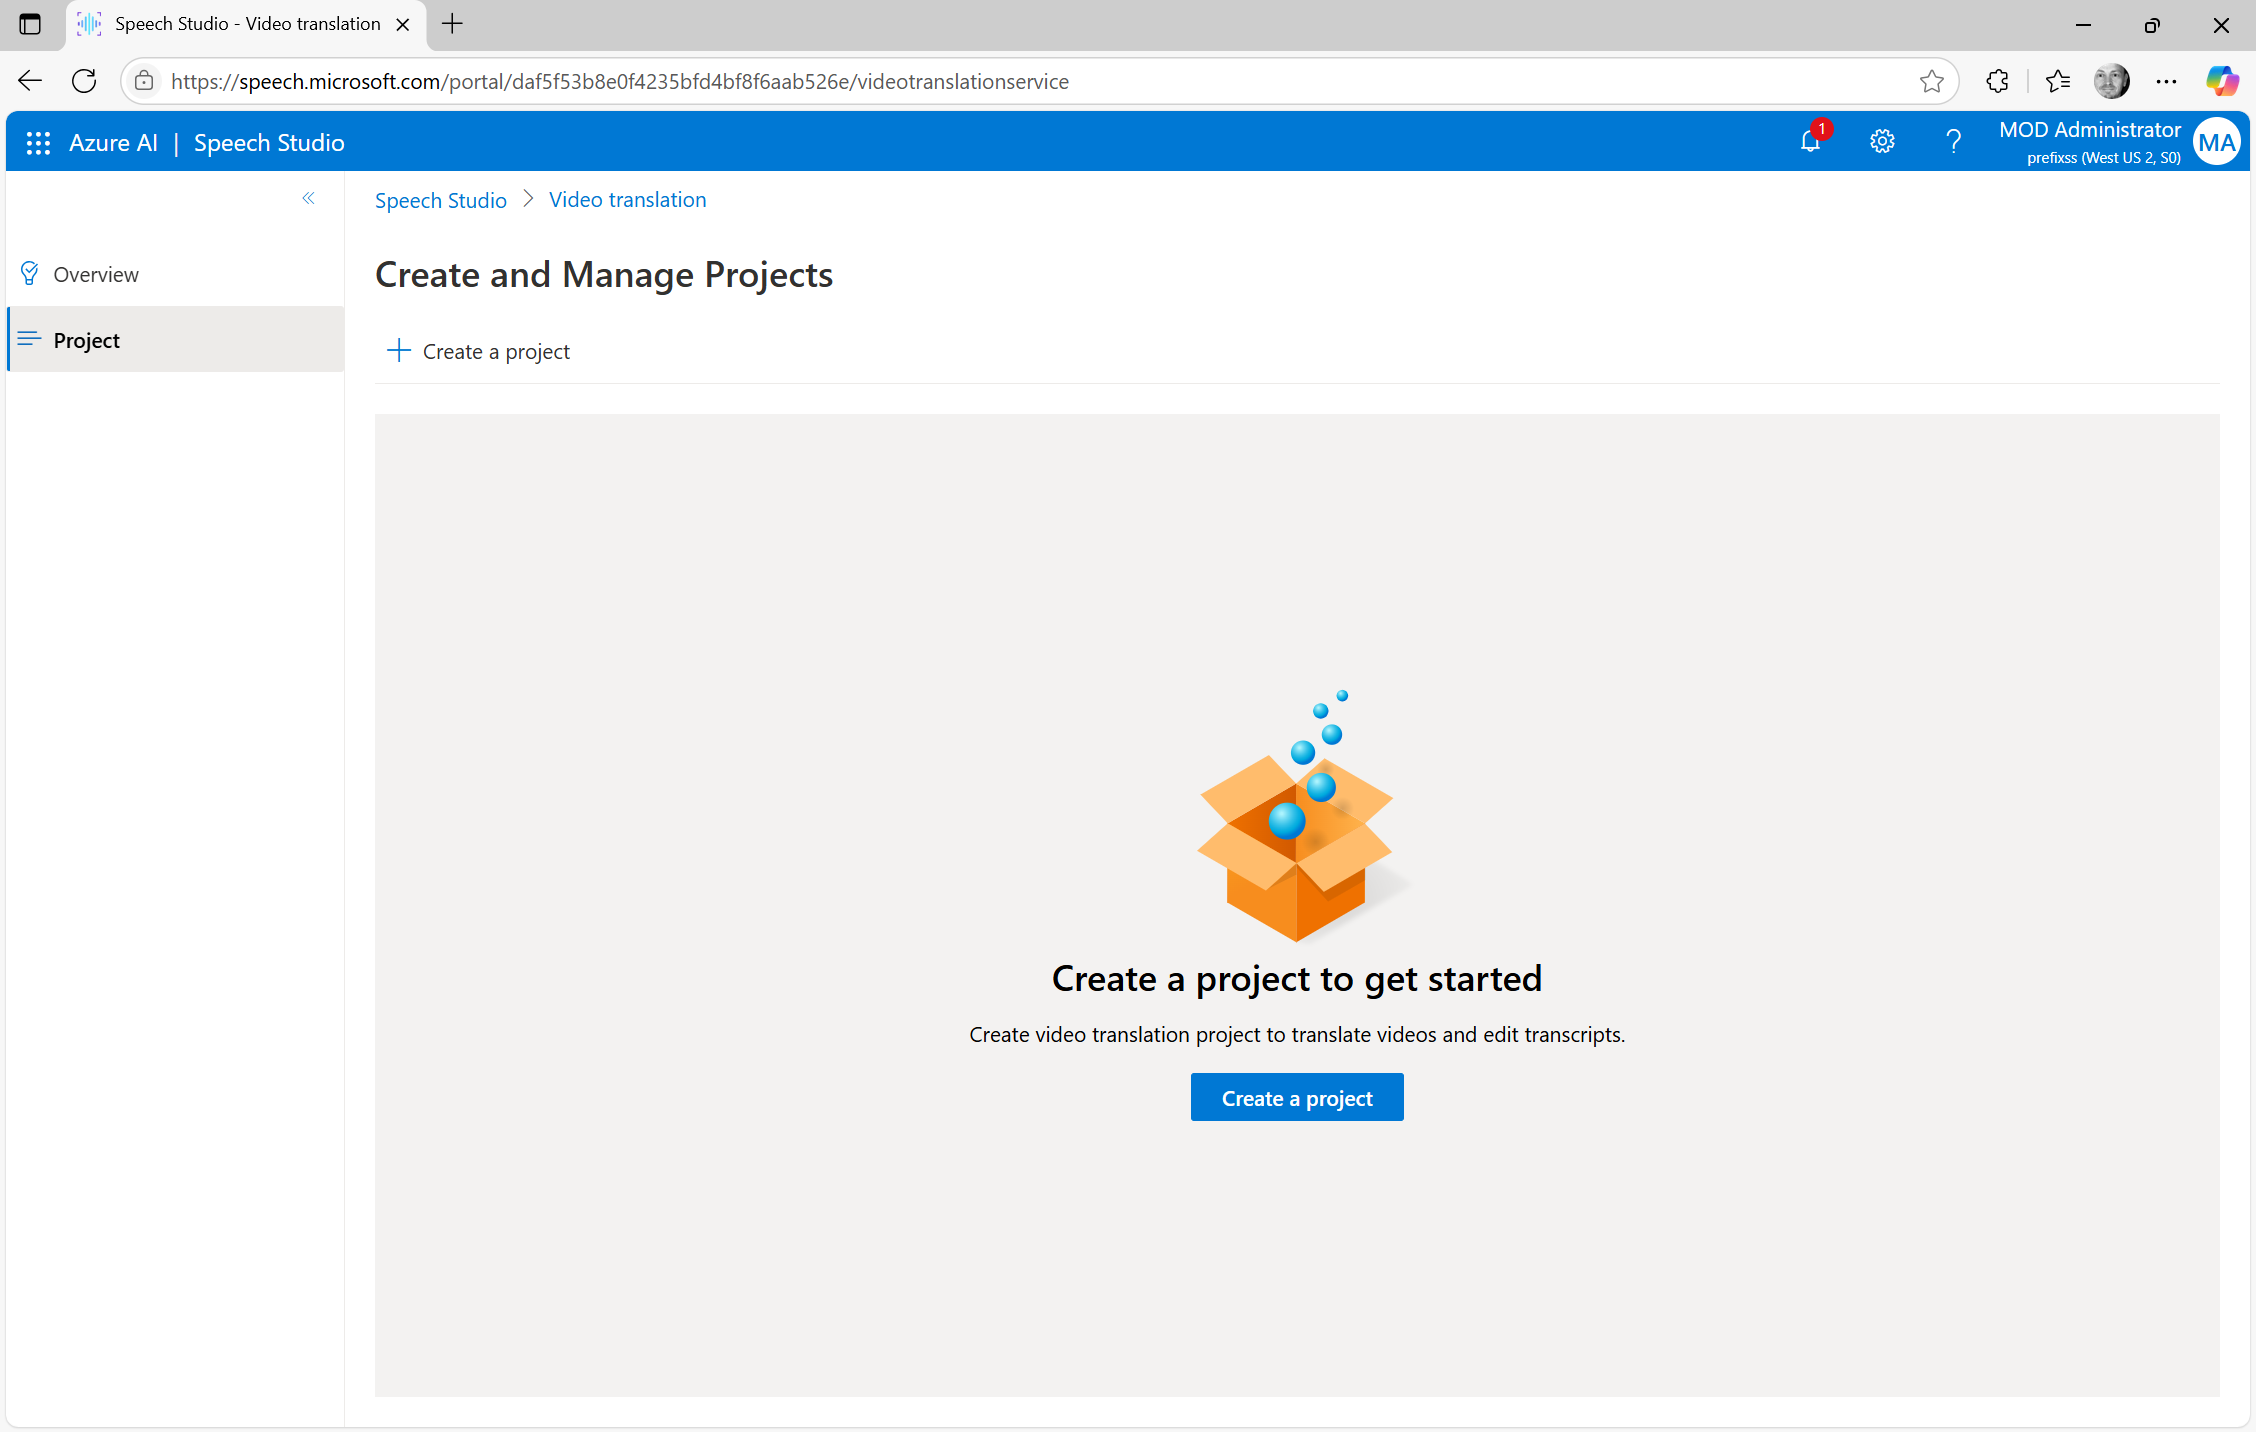 Speech Studio - Video translation
https://speech.microsoft.com/portal/daf5f53b8e0f4235bfd4bf8f6aab526e/videotranslationservice
Azure AI | Speech Studio
1
MOD Administrator
prefixss (West US 2, S0)
MA
Speech Studio > Video translation
Overview
Project
Create and Manage Projects
Create a project
Create a project to get started
Create video translation project to translate videos and edit transcripts.
Create a project